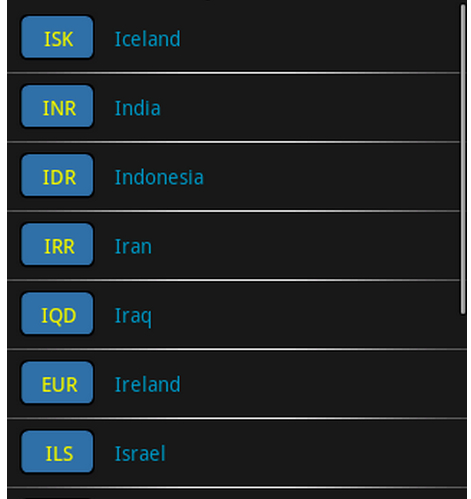 ISK Iceland
INR India
IDR Indonesia
IRR Iran
IQD Iraq
EUR Ireland
ILS Israel